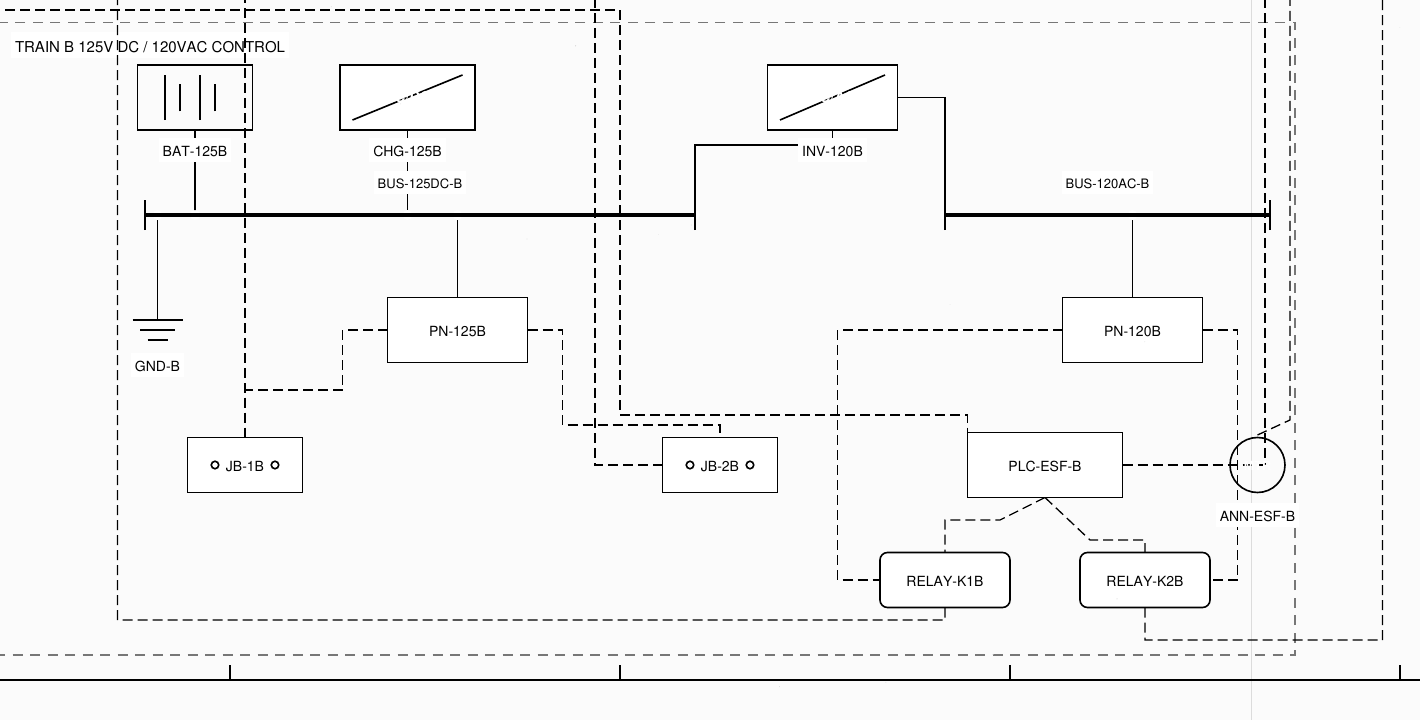 TRAIN B 125V DC / 120VAC CONTROL
BAT-125B
CHG-125B
INV-120B
BUS-125DC-B
BUS-120AC-B
PN-125B
PN-120B
GND-B
JB-1B
JB-2B
PLC-ESF-B
ANN-ESF-B
RELAY-K1B
RELAY-K2B